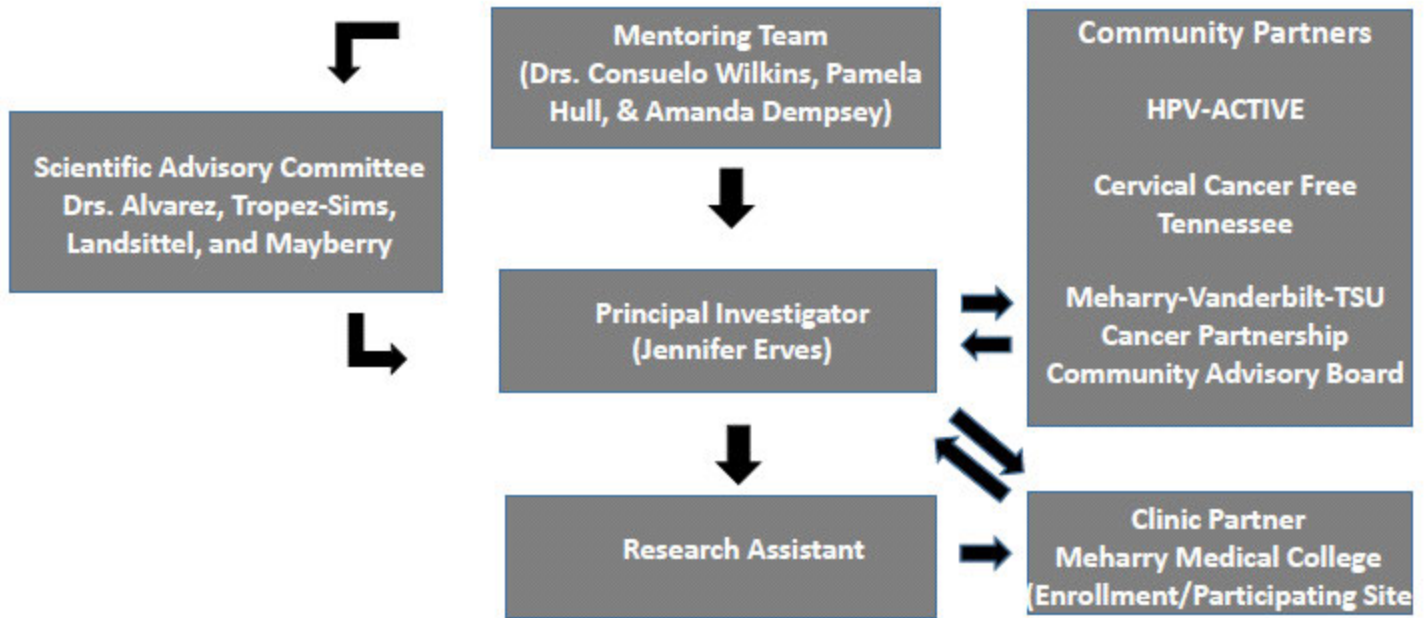 Mentoring Team
(Drs. Consuelo Wilkins, Pamela
Hull, & Amanda Dempsey)
Scientific Advisory Committee
Drs. Alvarez, Tropez-Sims,
Landsittel, and Mayberry
Principal Investigator
(Jennifer Erves)
Research Assistant
Community Partners
HPV-ACTIVE
Cervical Cancer Free
Tennessee
Meharry-Vanderbilt-TSU
Cancer Partnership
Community Advisory Board
Clinic Partner
Meharry Medical College
(Enrollment/Participating Site